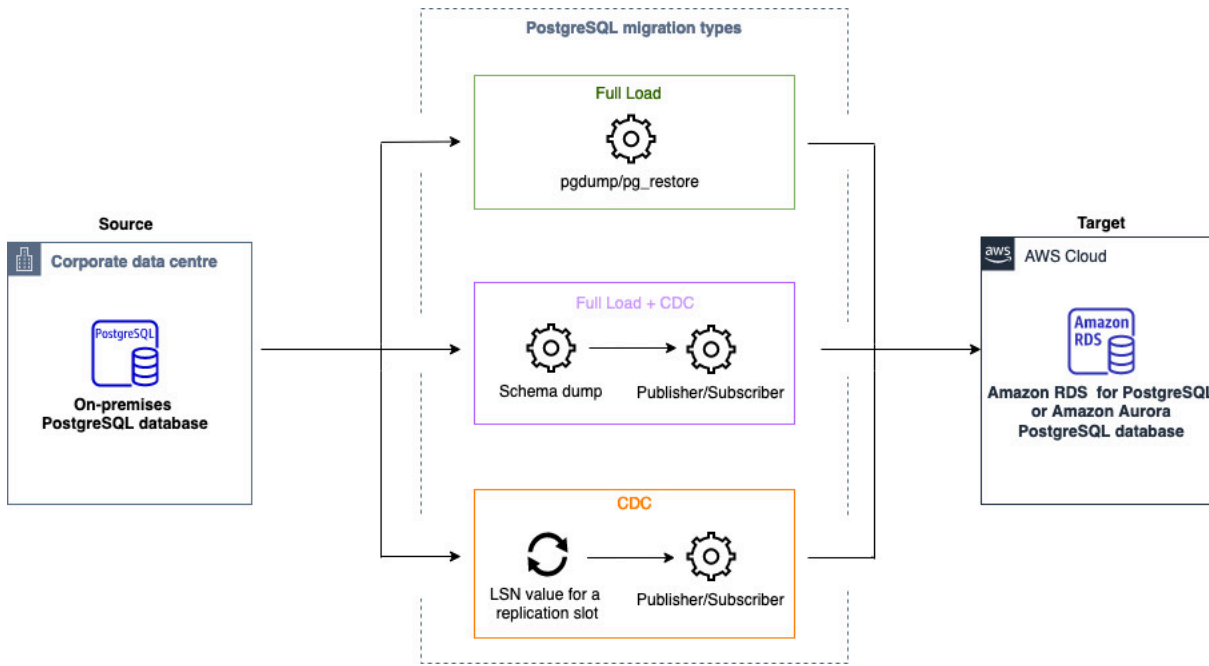 PostgreSQL migration types
Full Load
pgdump/pg_restore
Source
Corporate data centre
PostgreSQL
On-premises
PostgreSQL database
Full Load + CDC
Schema dump
Publisher/Subscriber
CDC
LSN value for a
replication slot
Publisher/Subscriber
Target
aws
AWS Cloud
Amazon
RDS
Amazon RDS for PostgreSQL
or Amazon Aurora
PostgreSQL database